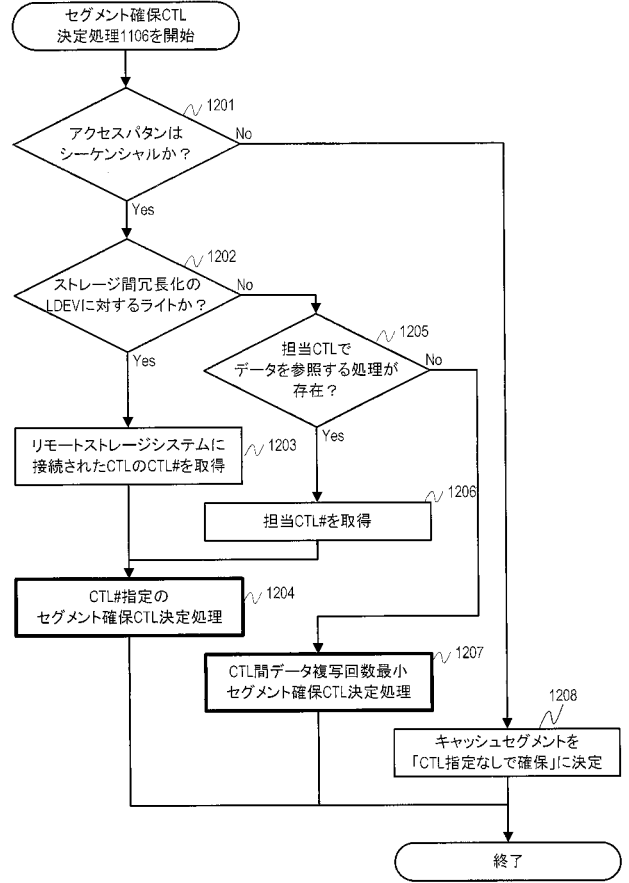 セグメント確保CTL
決定処理1106を開始
1201
アクセスパタンは
シーケンシャルか？
No
Yes
1202
ストレージ間冗長化の
LDEVに対するライトか？
No
Yes
1205
担当CTLで
データを参照する処理が
存在？
No
Yes
リモートストレージシステムに
接続されたCTLのCTL#を取得
1203
1206
担当CTL#を取得
CTL#指定の
セグメント確保CTL決定処理
1204
1207
CTL間データ複写回数最小
セグメント確保CTL決定処理
1208
キャッシュセグメントを
「CTL指定なしで確保」に決定
終了